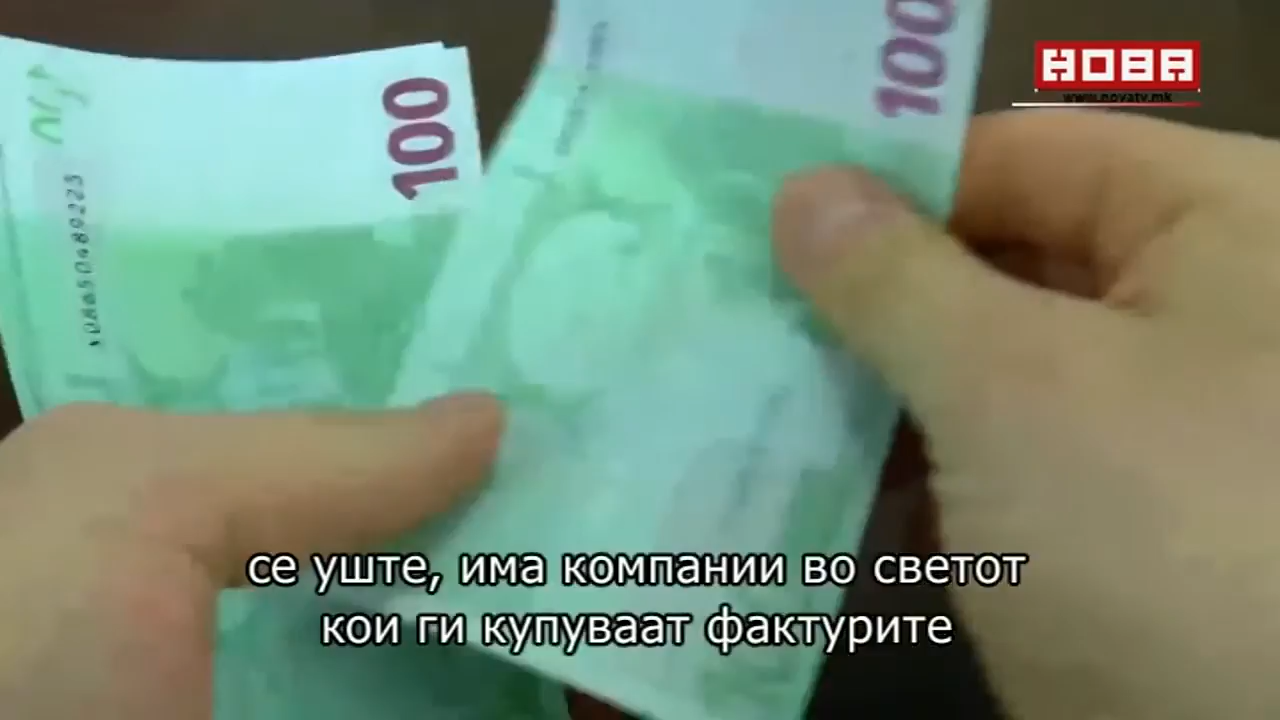 НОВА
www.novatv.mk
100
100
се уште, има компании во светот
кои ги купуваат фактурите